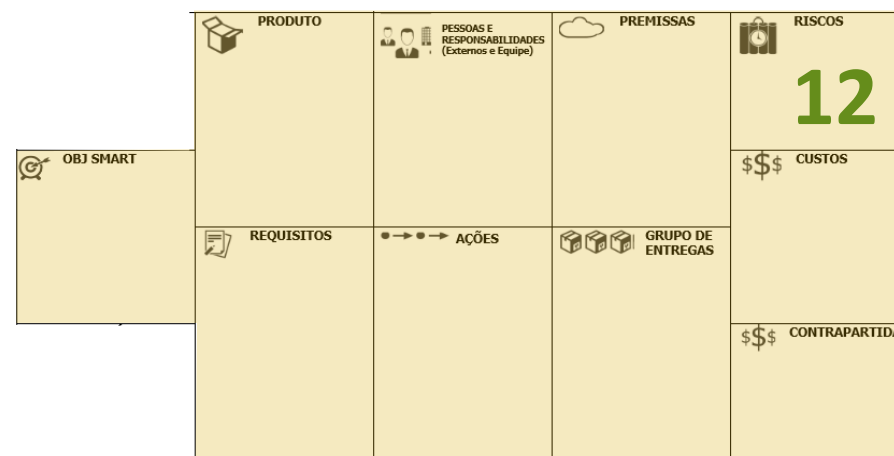 PRODUTO
PESSOAS E
RESPONSABILIDADES
(Externos e Equipe)
PREMISSAS
RISCOS
12
OBJ SMART
$$$ CUSTOS
REQUISITOS
AÇÕES
GRUPO DE
ENTREGAS
$$$ CONTRAPARTIDA